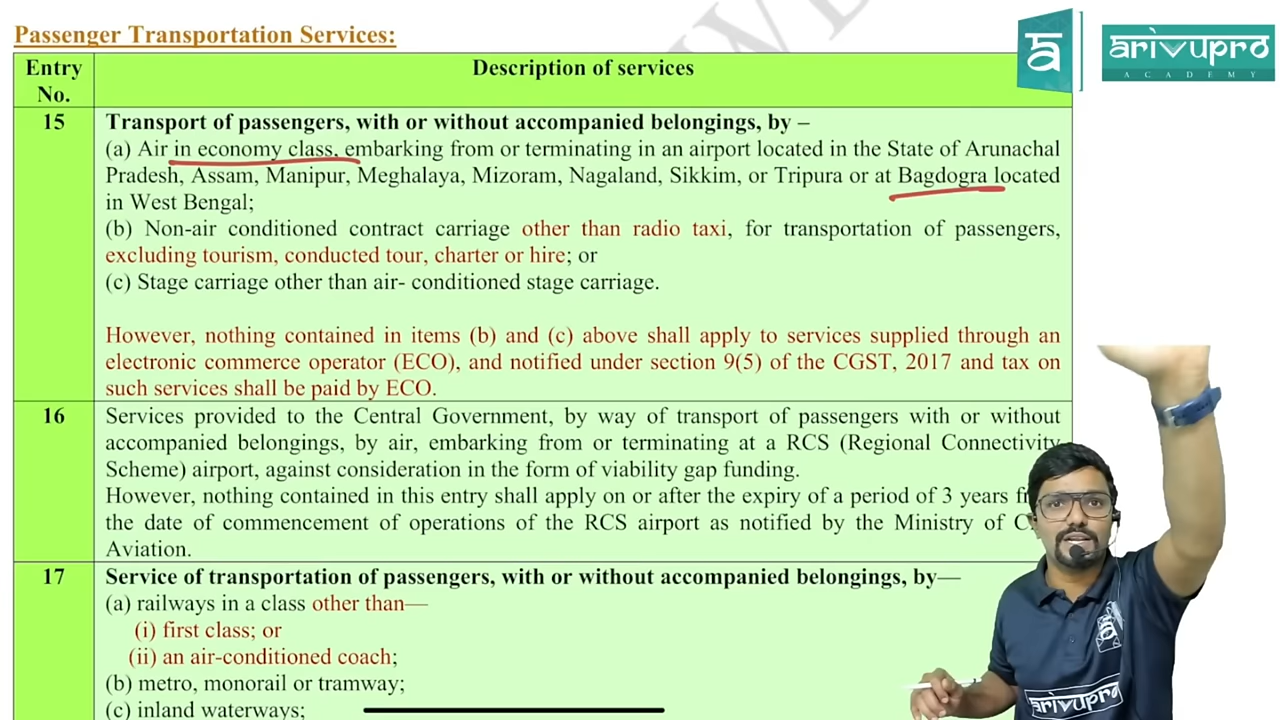 Passenger Transportation Services:
arivupro
ACADEMY
Entry No.
Description of services
15
Transport of passengers, with or without accompanied belongings, by –
(a) Air in economy class, embarking from or terminating in an airport located in the State of Arunachal
Pradesh, Assam, Manipur, Meghalaya, Mizoram, Nagaland, Sikkim, or Tripura or at Bagdogra located
in West Bengal;
(b) Non-air conditioned contract carriage other than radio taxi, for transportation of passengers,
excluding tourism, conducted tour, charter or hire; or
(c) Stage carriage other than air- conditioned stage carriage.
However, nothing contained in items (b) and (c) above shall apply to services supplied through an
electronic commerce operator (ECO), and notified under section 9(5) of the CGST, 2017 and tax on
such services shall be paid by ECO.
16
Services provided to the Central Government, by way of transport of passengers with or without
accompanied belongings, by air, embarking from or terminating at a RCS (Regional Connectivity
Scheme) airport, against consideration in the form of viability gap funding.
However, nothing contained in this entry shall apply on or after the expiry of a period of 3 years
the date of commencement of operations of the RCS airport as notified by the Ministry of
Aviation.
17
Service of transportation of passengers, with or without accompanied belongings, by—
(a) railways in a class other than—
(i) first class; or
(ii) an air-conditioned coach;
(b) metro, monorail or tramway;
(c) inland waterways;
arivupro